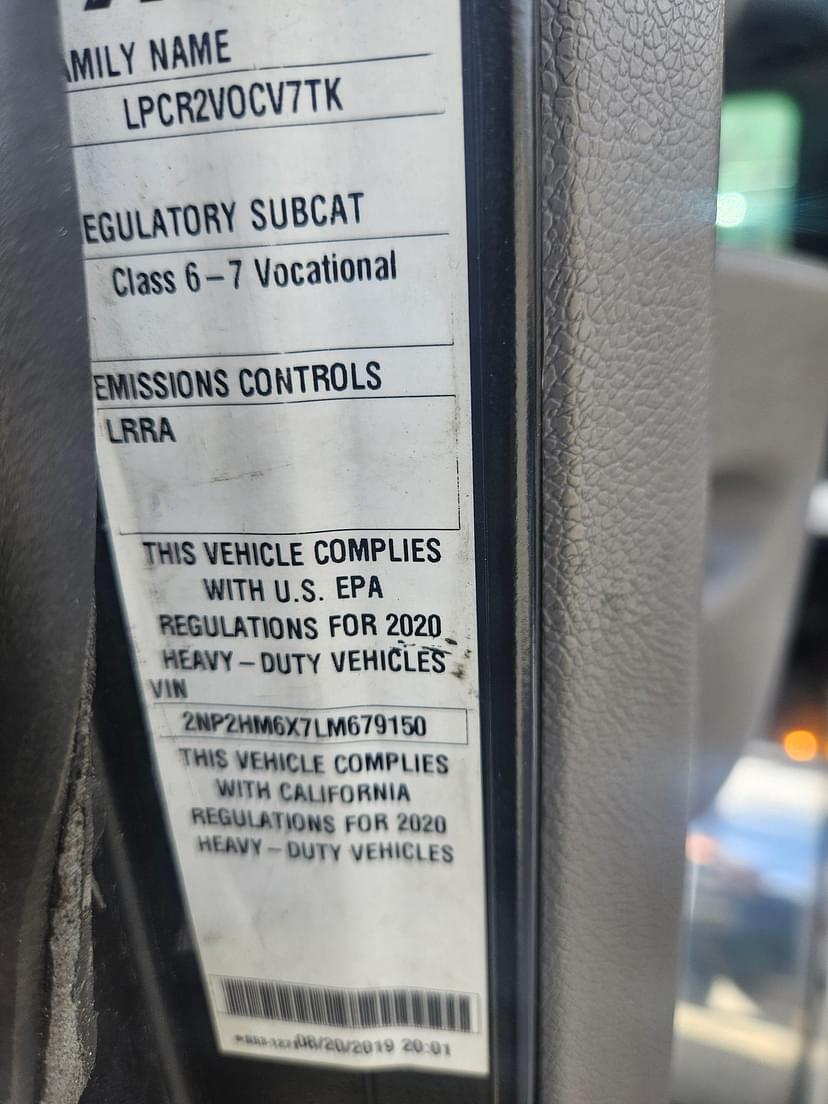 AMILY NAME
LPCR2VOCV7TK
EGULATORY SUBCAT
Class 6-7 Vocational
EMISSIONS CONTROLS
LRRA
THIS VEHICLE COMPLIES
WITH U.S. EPA
REGULATIONS FOR 2020
HEAVY-DUTY VEHICLES
VIN
2NP2HM6X7LM679150
THIS VEHICLE COMPLIES
WITH CALIFORNIA
REGULATIONS FOR 2020
HEAVY-DUTY VEHICLES
08/20/2019 20:01